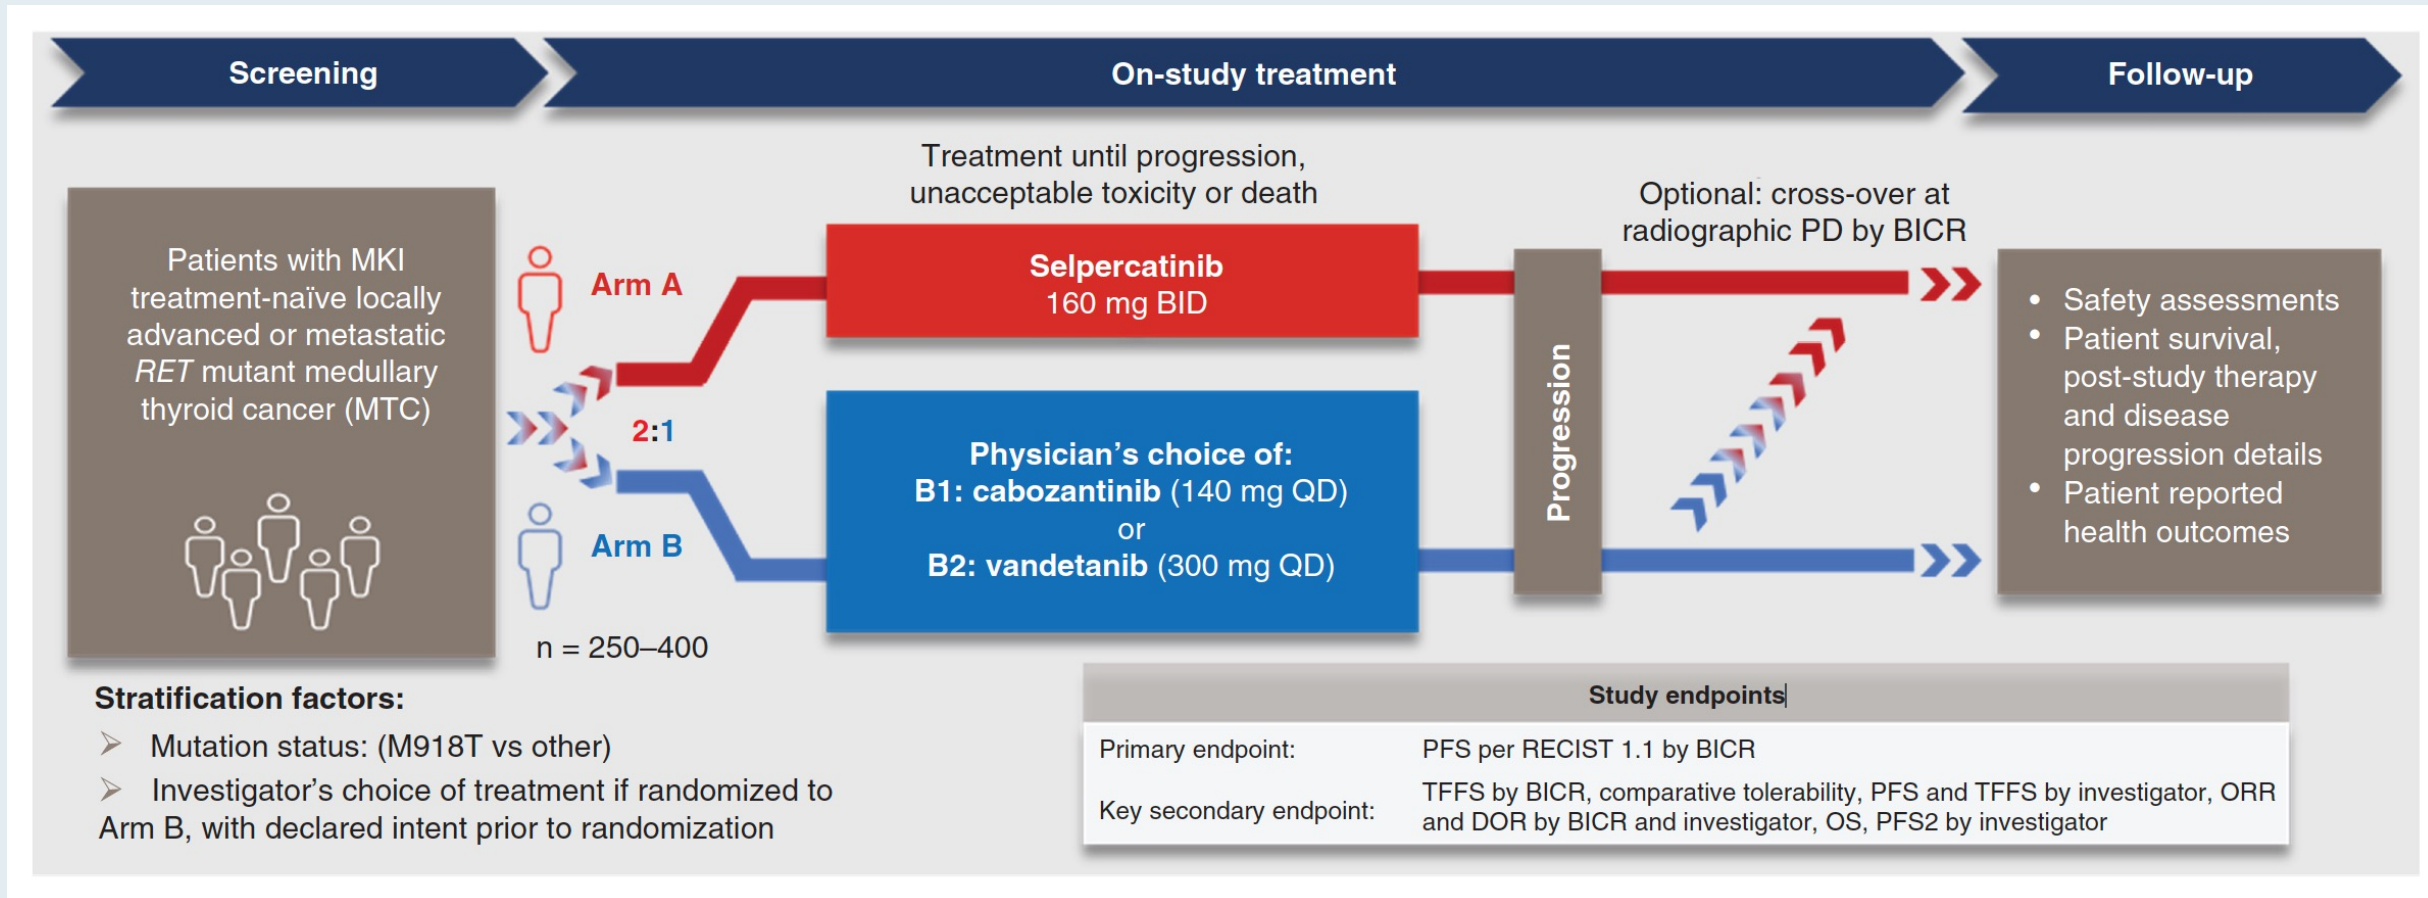 Screening
On-study treatment
Follow-up
Patients with MKI
treatment-naïve locally
advanced or metastatic
RET mutant medullary
thyroid cancer (MTC)
Arm A
2:1
Arm B
n = 250–400
Treatment until progression,
unacceptable toxicity or death
Selpercatinib
160 mg BID
Physician’s choice of:
B1: cabozantinib (140 mg QD)
or
B2: vandetanib (300 mg QD)
Progression
Optional: cross-over at
radiographic PD by BICR
• Safety assessments
• Patient survival,
post-study therapy
and disease
progression details
• Patient reported
health outcomes
Stratification factors:
➢ Mutation status: (M918T vs other)
➢ Investigator’s choice of treatment if randomized to
Arm B, with declared intent prior to randomization
Study endpoints
Primary endpoint: PFS per RECIST 1.1 by BICR
Key secondary endpoint: TFFS by BICR, comparative tolerability, PFS and TFFS by investigator, ORR
and DOR by BICR and investigator, OS, PFS2 by investigator